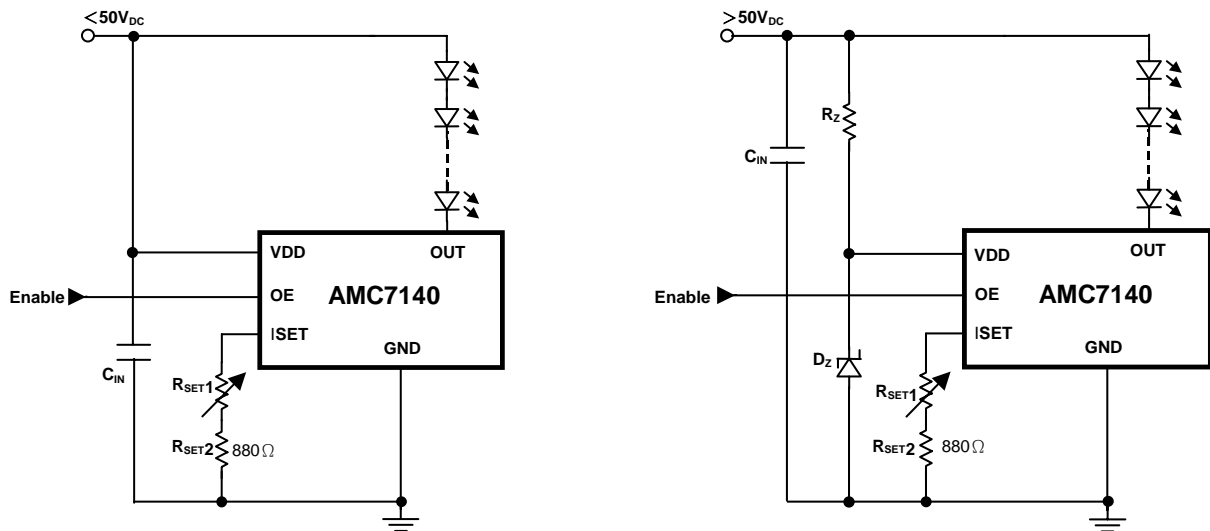 <50VDC
VDD
OUT
Enable
OE
AMC7140
ISET
GND
CIN
RSET1
RSET2 880Ω
>50VDC
RZ
CIN
VDD
OUT
Enable
OE
AMC7140
ISET
GND
DZ
RSET1
RSET2 880Ω